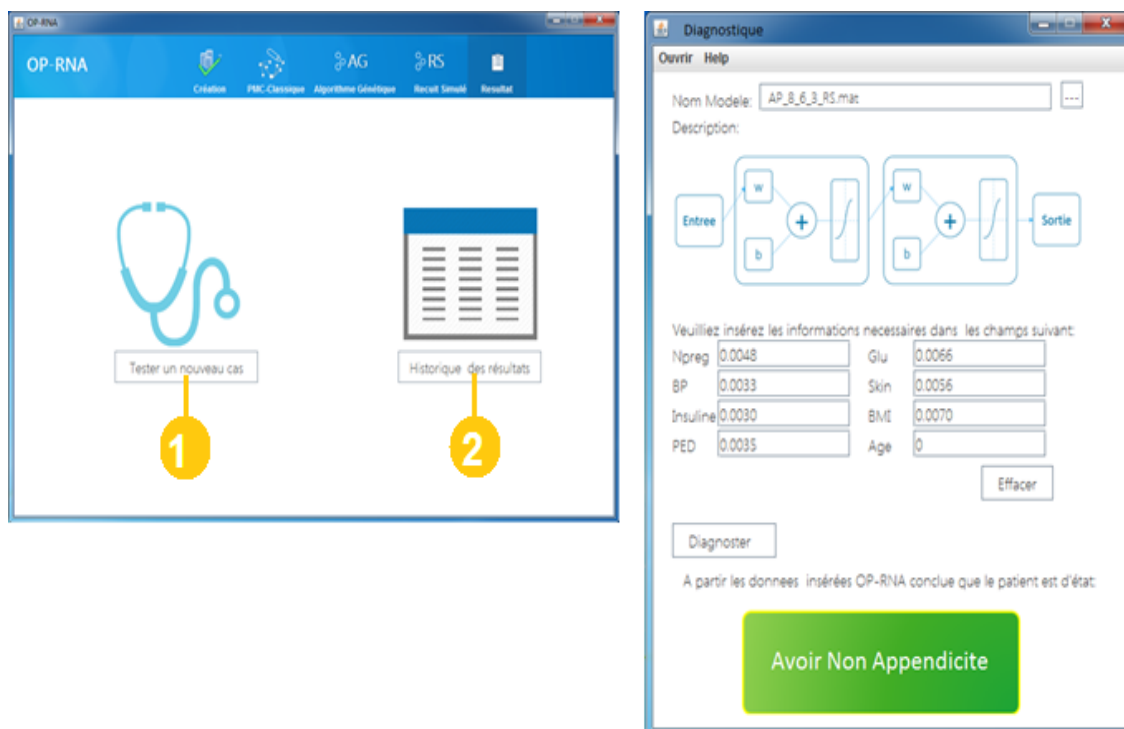 OP-RNA
OP-RNA
Création
PMC-Classique
AG
Algorithme Génétique
RS
Recuit Simulé
Resultat
Tester un nouveau cas
Historique des résultats
1
2
Diagnostique
Ouvrir Help
Nom Modele: AP_8_6_3_RS.mat ...
Description:
Entree
w
b
+
w
b
+
Sortie
Veuilliez insérez les informations necessaires dans les champs suivant:
Npreg 0.0048 Glu 0.0066
BP 0.0033 Skin 0.0056
Insuline 0.0030 BMI 0.0070
PED 0.0035 Age 0
Effacer
Diagnoster
A partir les donnees insérées OP-RNA conclue que le patient est d'état:
Avoir Non Appendicite